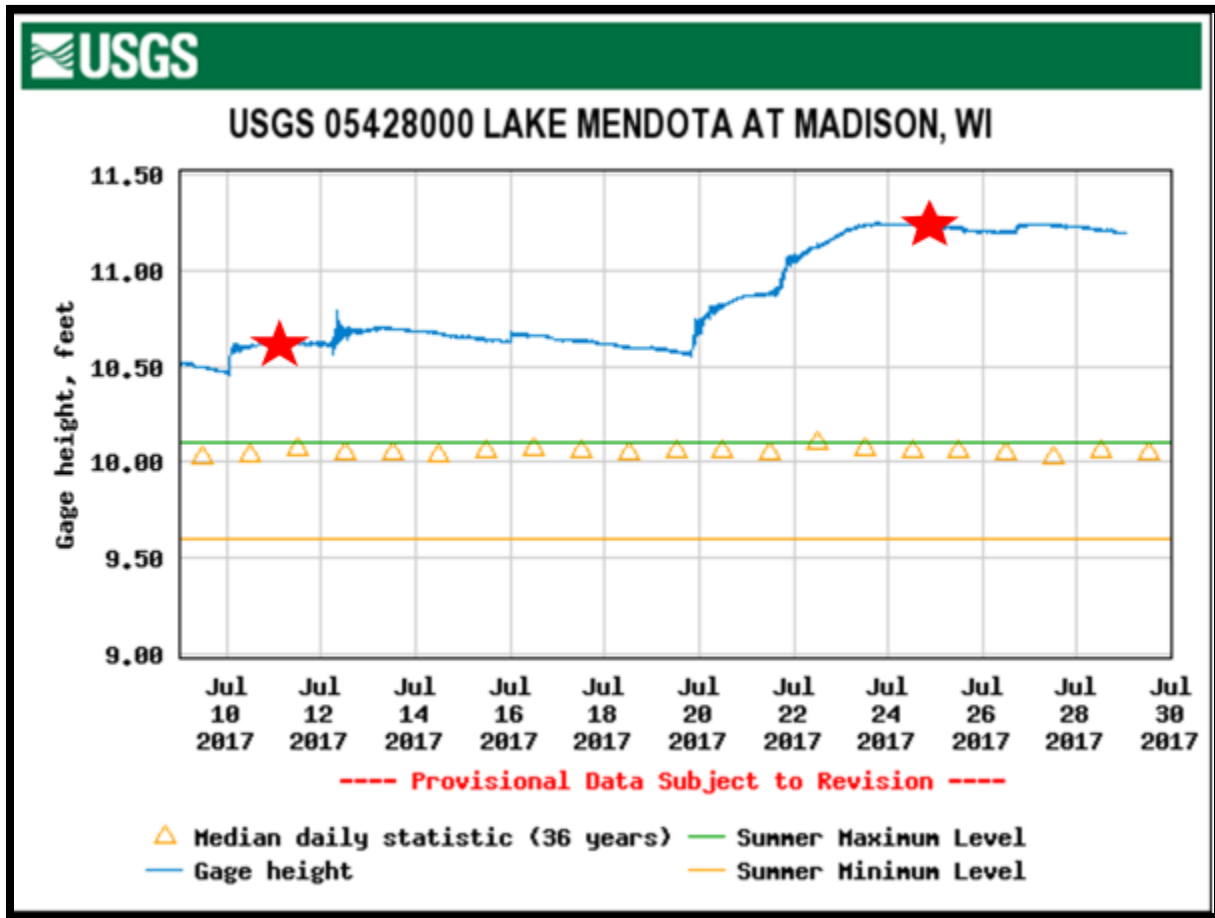 USGS
USGS 05428000 LAKE MENDOTA AT MADISON, WI
11.50
11.00
10.50
10.00
9.50
9.00
Gage height, feet
Jul Jul Jul Jul Jul Jul Jul Jul Jul Jul Jul
10 12 14 16 18 20 22 24 26 28 30
2017 2017 2017 2017 2017 2017 2017 2017 2017 2017 2017
---- Provisional Data Subject to Revision ----
Median daily statistic (36 years) Summer Maximum Level
Gage height Summer Minimum Level